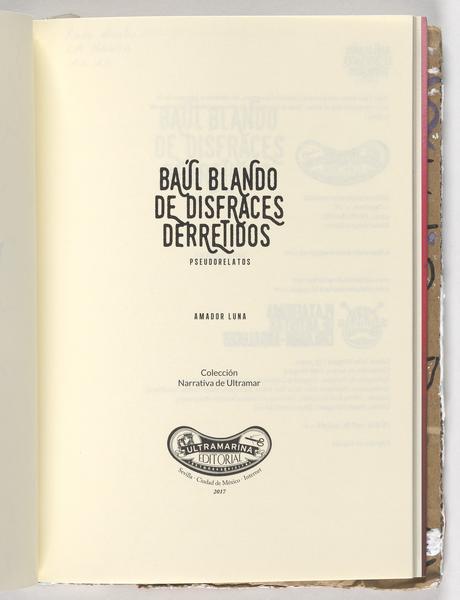 BAÚL BLANDO
DE DISFRACES
DERRETIDOS
PSEUDORELATOS
AMADOR LUNA
Colección
Narrativa de Ultramar
ULTRAMARINA
EDITORIAL
Sevilla · Ciudad de México · Internet
2017